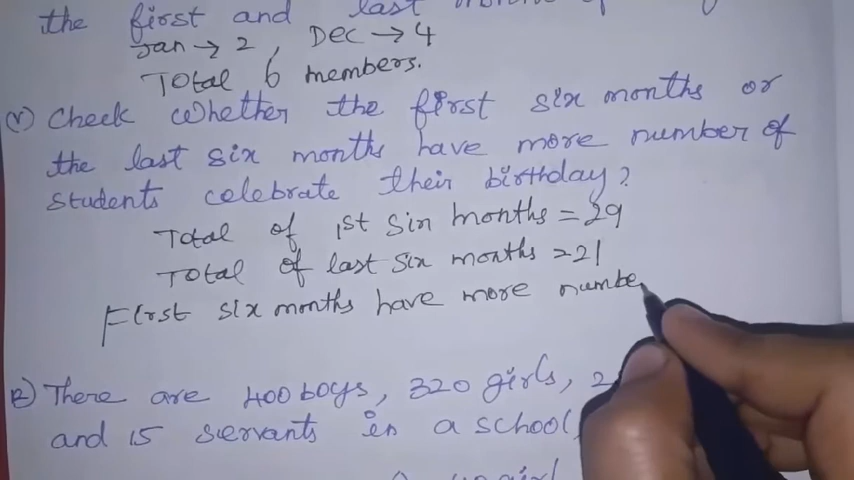 the first and last
Jan → 2, Dec → 4
Total 6 members.
(v) Check whether the first six months or
the last six months have more number of
students celebrate their birthday?
Total of 1st Six months = 29
Total of last Six months = 21
First six months have more numbe
There are 400 boys, 320 girls, 2
and 15 servants in a school,